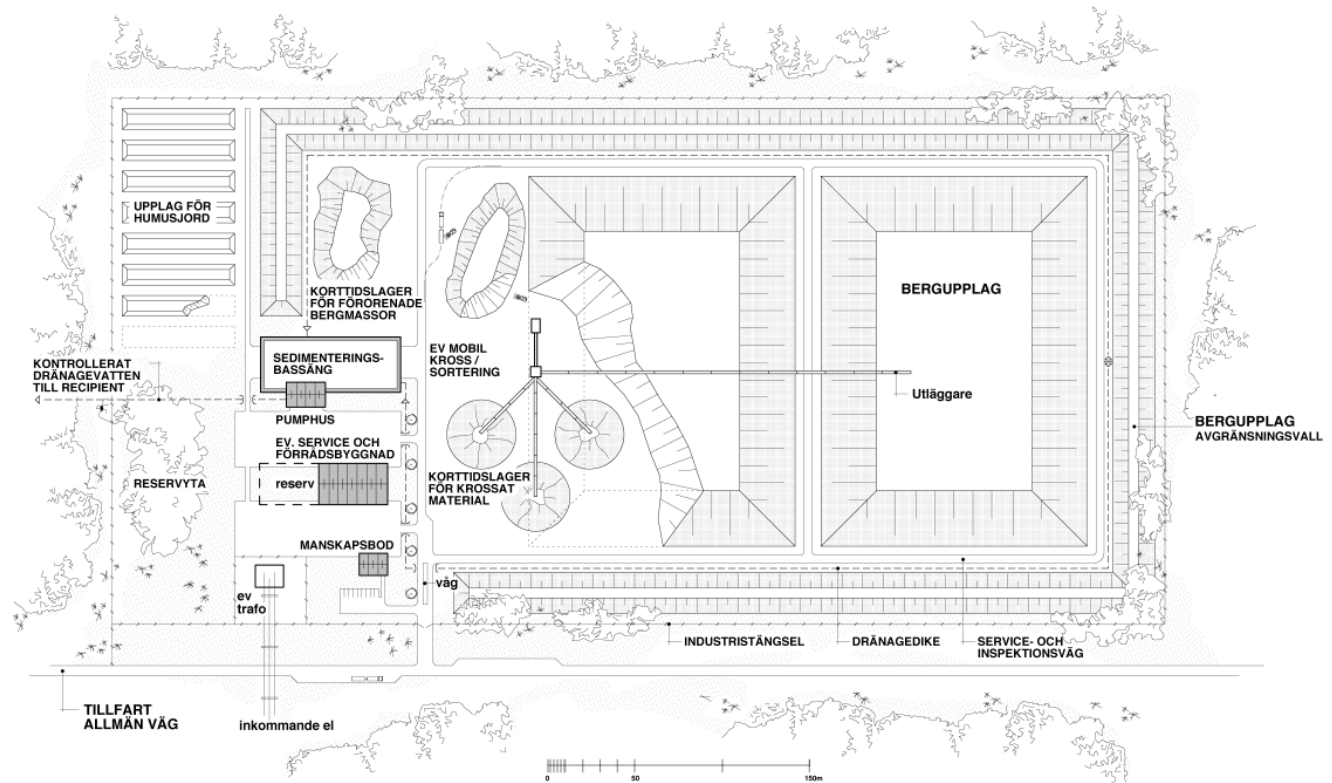 UPPLAG FÖR
HUMUSJORD
KORTTIDSLAGER
FÖR FÖRORENADE
BERGMASSOR
BERGUPPLAG
KONTROLLERAT
DRÄNAGEVATTEN
TILL RECIPIENT
SEDIMENTERINGS-
BASSÄNG
EV MOBIL
KROSS /
SORTERING
Utläggare
PUMPHUS
BERGUPPLAG
AVGRÄNSNINGSVALL
EV. SERVICE OCH
FÖRRÅDSBYGGNAD
RESERVYTA
reserv
KORTTIDSLAGER
FÖR KROSSAT
MATERIAL
MANSKAPSBOD
ev
trafo
våg
INDUSTRISTÄNGSEL
DRÄNAGEDIKE
SERVICE- OCH
INSPEKTIONSVÄG
TILLFART
ALLMÄN VÄG
inkommande el
0 50 150m